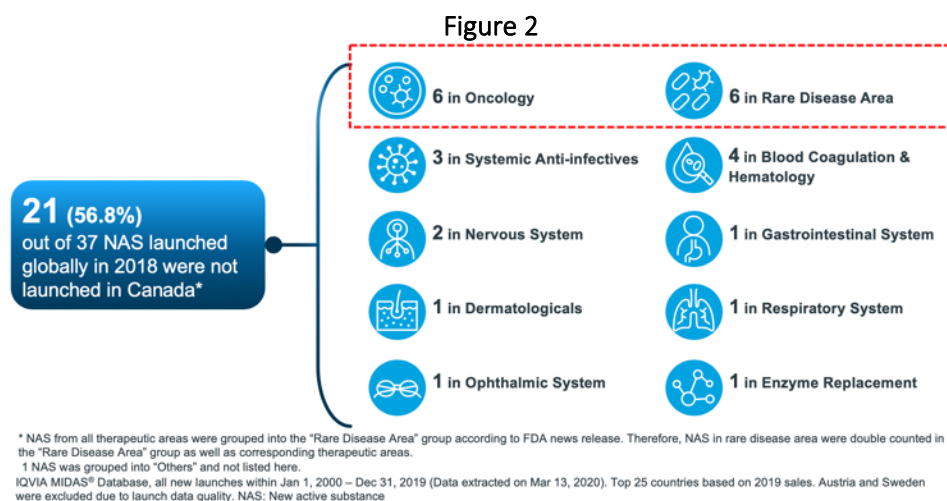 Figure 2
21 (56.8%)
out of 37 NAS launched
globally in 2018 were not
launched in Canada*
6 in Oncology
6 in Rare Disease Area
3 in Systemic Anti-infectives
4 in Blood Coagulation &
Hematology
2 in Nervous System
1 in Gastrointestinal System
1 in Dermatologicals
1 in Respiratory System
1 in Ophthalmic System
1 in Enzyme Replacement
* NAS from all therapeutic areas were grouped into the “Rare Disease Area” group according to FDA news release. Therefore, NAS in rare disease area were double counted in
the “Rare Disease Area” group as well as corresponding therapeutic areas.
1 NAS was grouped into “Others” and not listed here.
IQVIA MIDAS® Database, all new launches within Jan 1, 2000 – Dec 31, 2019 (Data extracted on Mar 13, 2020). Top 25 countries based on 2019 sales. Austria and Sweden
were excluded due to launch data quality. NAS: New active substance